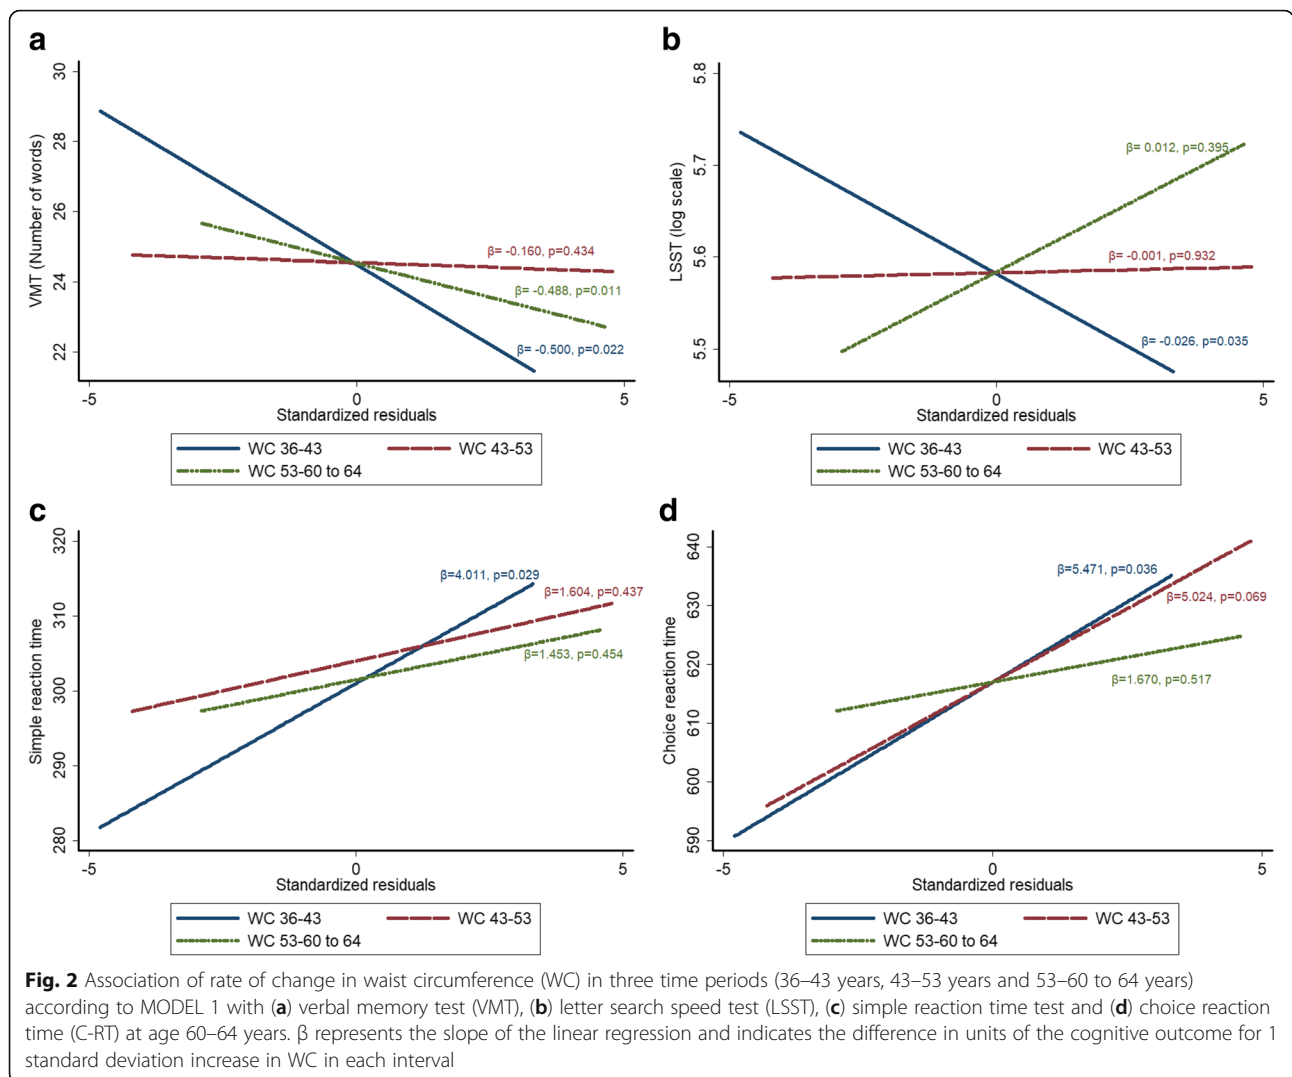 a
30
28
26
24
22
VMT (Number of words)
β= -0.160, p=0.434
β= -0.488, p=0.011
β= -0.500, p=0.022
-5 0 5
Standardized residuals
WC 36-43 WC 43-53
WC 53-60 to 64
b
5.8
5.7
5.6
5.5
LSST (log scale)
β= 0.012, p=0.395
β= -0.001, p=0.932
β= -0.026, p=0.035
-5 0 5
Standardized residuals
WC 36-43 WC 43-53
WC 53-60 to 64
c
320
310
300
290
280
Simple reaction time
β=4.011, p=0.029
β=1.604, p=0.437
β=1.453, p=0.454
-5 0 5
Standardized residuals
WC 36-43 WC 43-53
WC 53-60 to 64
d
640
630
620
610
600
590
Choice reaction time
β=5.471, p=0.036
β=5.024, p=0.069
β=1.670, p=0.517
-5 0 5
Standardized residuals
WC 36-43 WC 43-53
WC 53-60 to 64
Fig. 2 Association of rate of change in waist circumference (WC) in three time periods (36–43 years, 43–53 years and 53–60 to 64 years)
according to MODEL 1 with (a) verbal memory test (VMT), (b) letter search speed test (LSST), (c) simple reaction time test and (d) choice reaction
time (C-RT) at age 60–64 years. β represents the slope of the linear regression and indicates the difference in units of the cognitive outcome for 1
standard deviation increase in WC in each interval